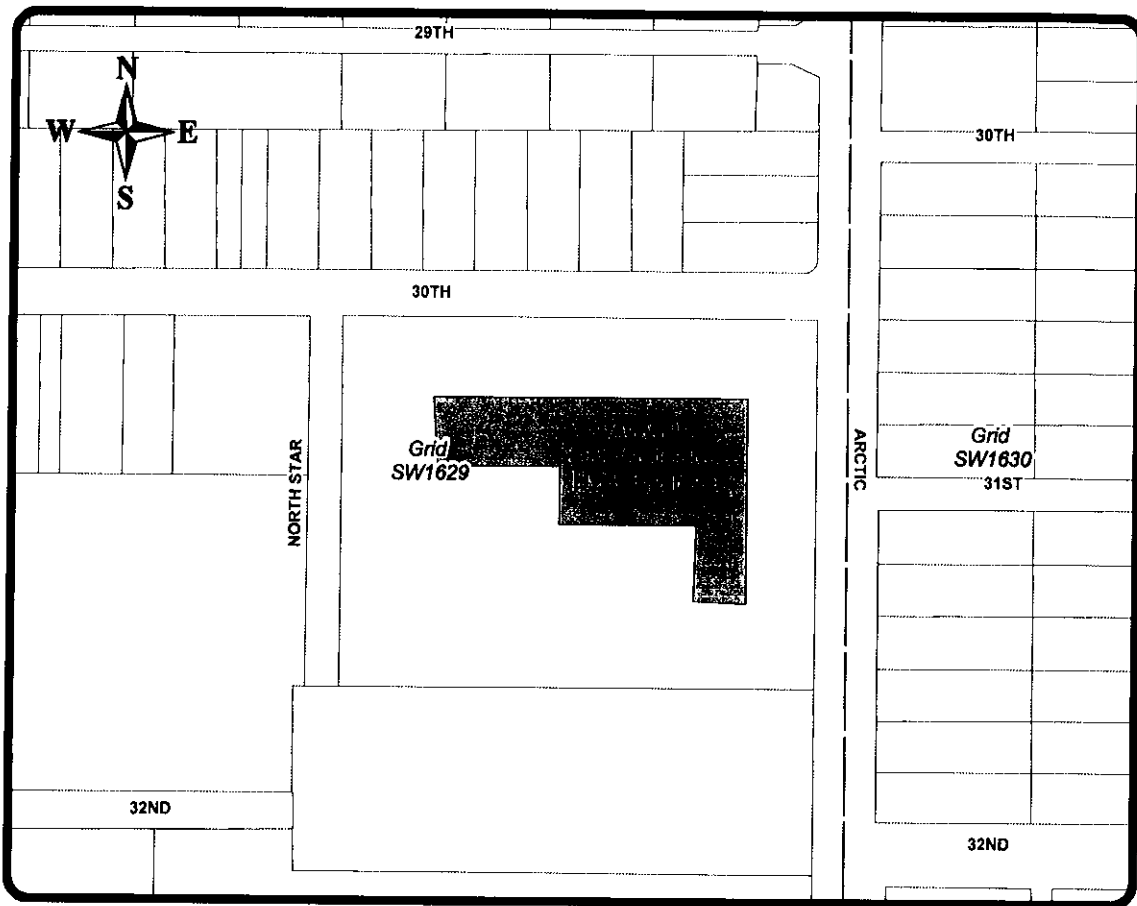 29TH
N
W E
S
30TH
30TH
NORTH STAR
Grid
SW1629
ARCTIC
Grid
SW1630
31ST
32ND
32ND